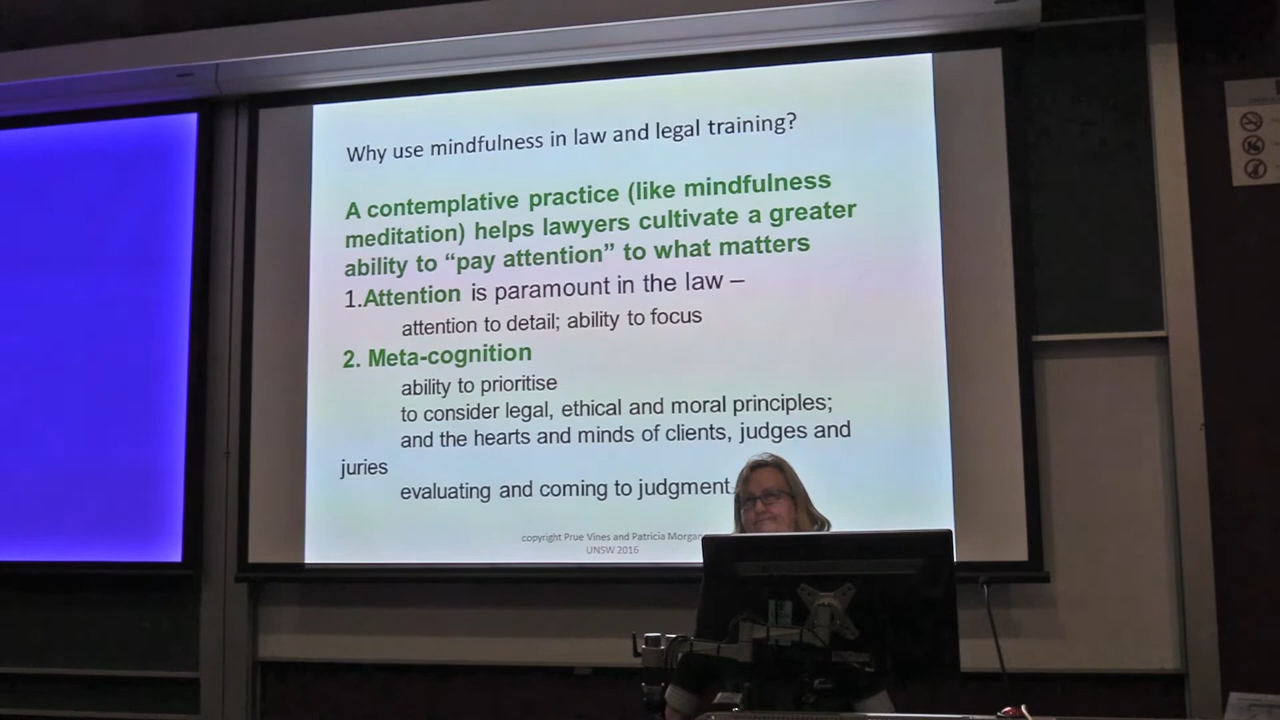 Why use mindfulness in law and legal training?
A contemplative practice (like mindfulness
meditation) helps lawyers cultivate a greater
ability to “pay attention” to what matters
1.Attention is paramount in the law –
attention to detail; ability to focus
2. Meta-cognition
ability to prioritise
to consider legal, ethical and moral principles;
and the hearts and minds of clients, judges and
juries
evaluating and coming to judgment
copyright Prue Vines and Patricia
UNSW 2016